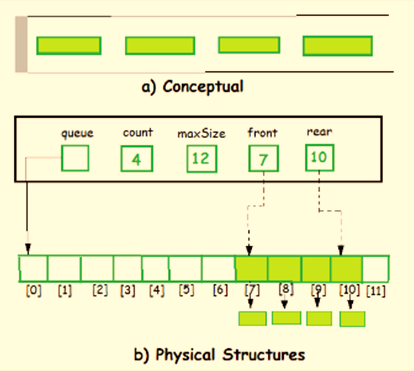 a) Conceptual
queue count maxSize front rear
4 12 7 10
[0] [1] [2] [3] [4] [5] [6] [7] [8] [9] [10] [11]
b) Physical Structures